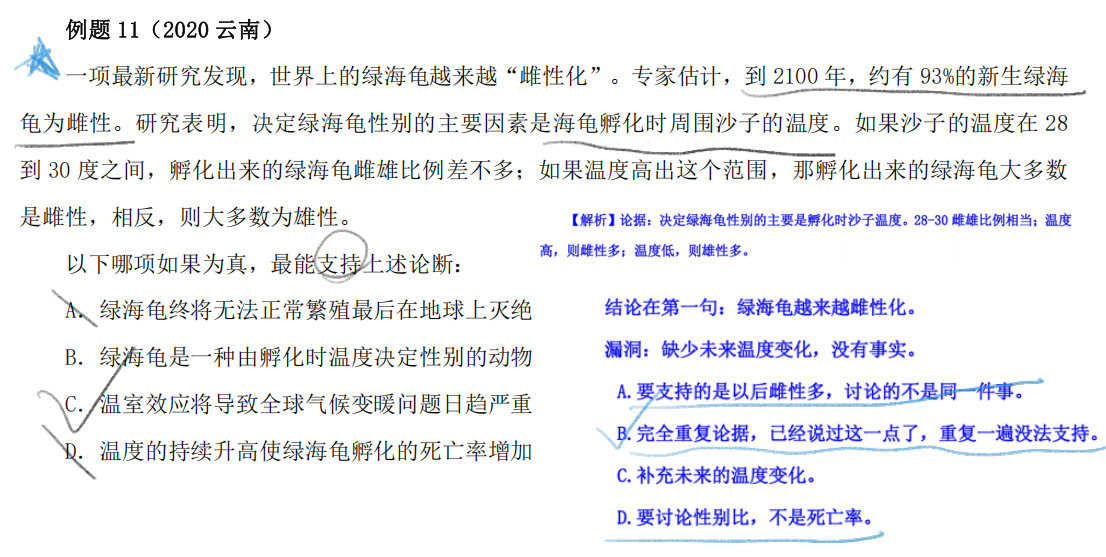 例题 11（2020 云南）
一项最新研究发现，世界上的绿海龟越来越“雌性化”。专家估计，到 2100 年，约有 93%的新生绿海
龟为雌性。研究表明，决定绿海龟性别的主要因素是海龟孵化时周围沙子的温度。如果沙子的温度在 28
到 30 度之间，孵化出来的绿海龟雌雄比例差不多；如果温度高出这个范围，那孵化出来的绿海龟大多数
是雌性，相反，则大多数为雄性。
【解析】论据：决定绿海龟性别的主要是孵化时沙子温度。28-30 雌雄比例相当；温度
高，则雌性多；温度低，则雄性多。
以下哪项如果为真，最能支持上述论断：
A．绿海龟终将无法正常繁殖最后在地球上灭绝
B．绿海龟是一种由孵化时温度决定性别的动物
C．温室效应将导致全球气候变暖问题日趋严重
D．温度的持续升高使绿海龟孵化的死亡率增加
结论在第一句：绿海龟越来越雌性化。
漏洞：缺少未来温度变化，没有事实。
A.要支持的是以后雌性多，讨论的不是同一件事。
B.完全重复论据，已经说过这一点了，重复一遍没法支持。
C.补充未来的温度变化。
D.要讨论性别比，不是死亡率。